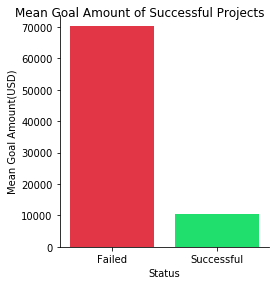 Mean Goal Amount of Successful Projects
Mean Goal Amount(USD)
70000
60000
50000
40000
30000
20000
10000
0
Failed
Successful
Status